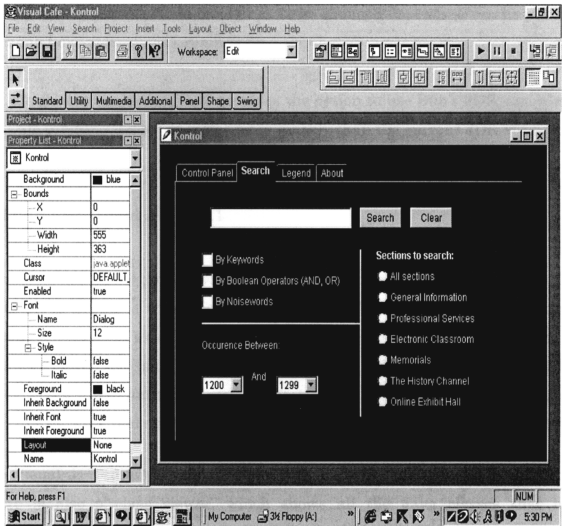 Visual Cafe - Kontrol
File Edit View Search Project Insert Tools Layout Object Window Help
Workspace: Edit
Standard Utility Multimedia Additional Panel Shape Swing
Project - Kontrol
Property List - Kontrol
Kontrol
Background blue
Bounds
X 0
Y 0
Width 555
Height 363
Class java.applet
Cursor DEFAULT_
Enabled true
Font
Name Dialog
Size 12
Style
Bold false
Italic false
Foreground black
Inherit Background false
Inherit Font true
Inherit Foreground true
Layout None
Name Kontrol
Kontrol
Control Panel Search Legend About
Search Clear
By Keywords
By Boolean Operators (AND, OR)
By Noisewords
Occurence Between:
1200 And 1299
Sections to search:
All sections
General Information
Professional Services
Electronic Classroom
Memorials
The History Channel
Online Exhibit Hall
For Help, press F1
NUM
Start
My Computer 3½ Floppy (A:)
5:30 PM